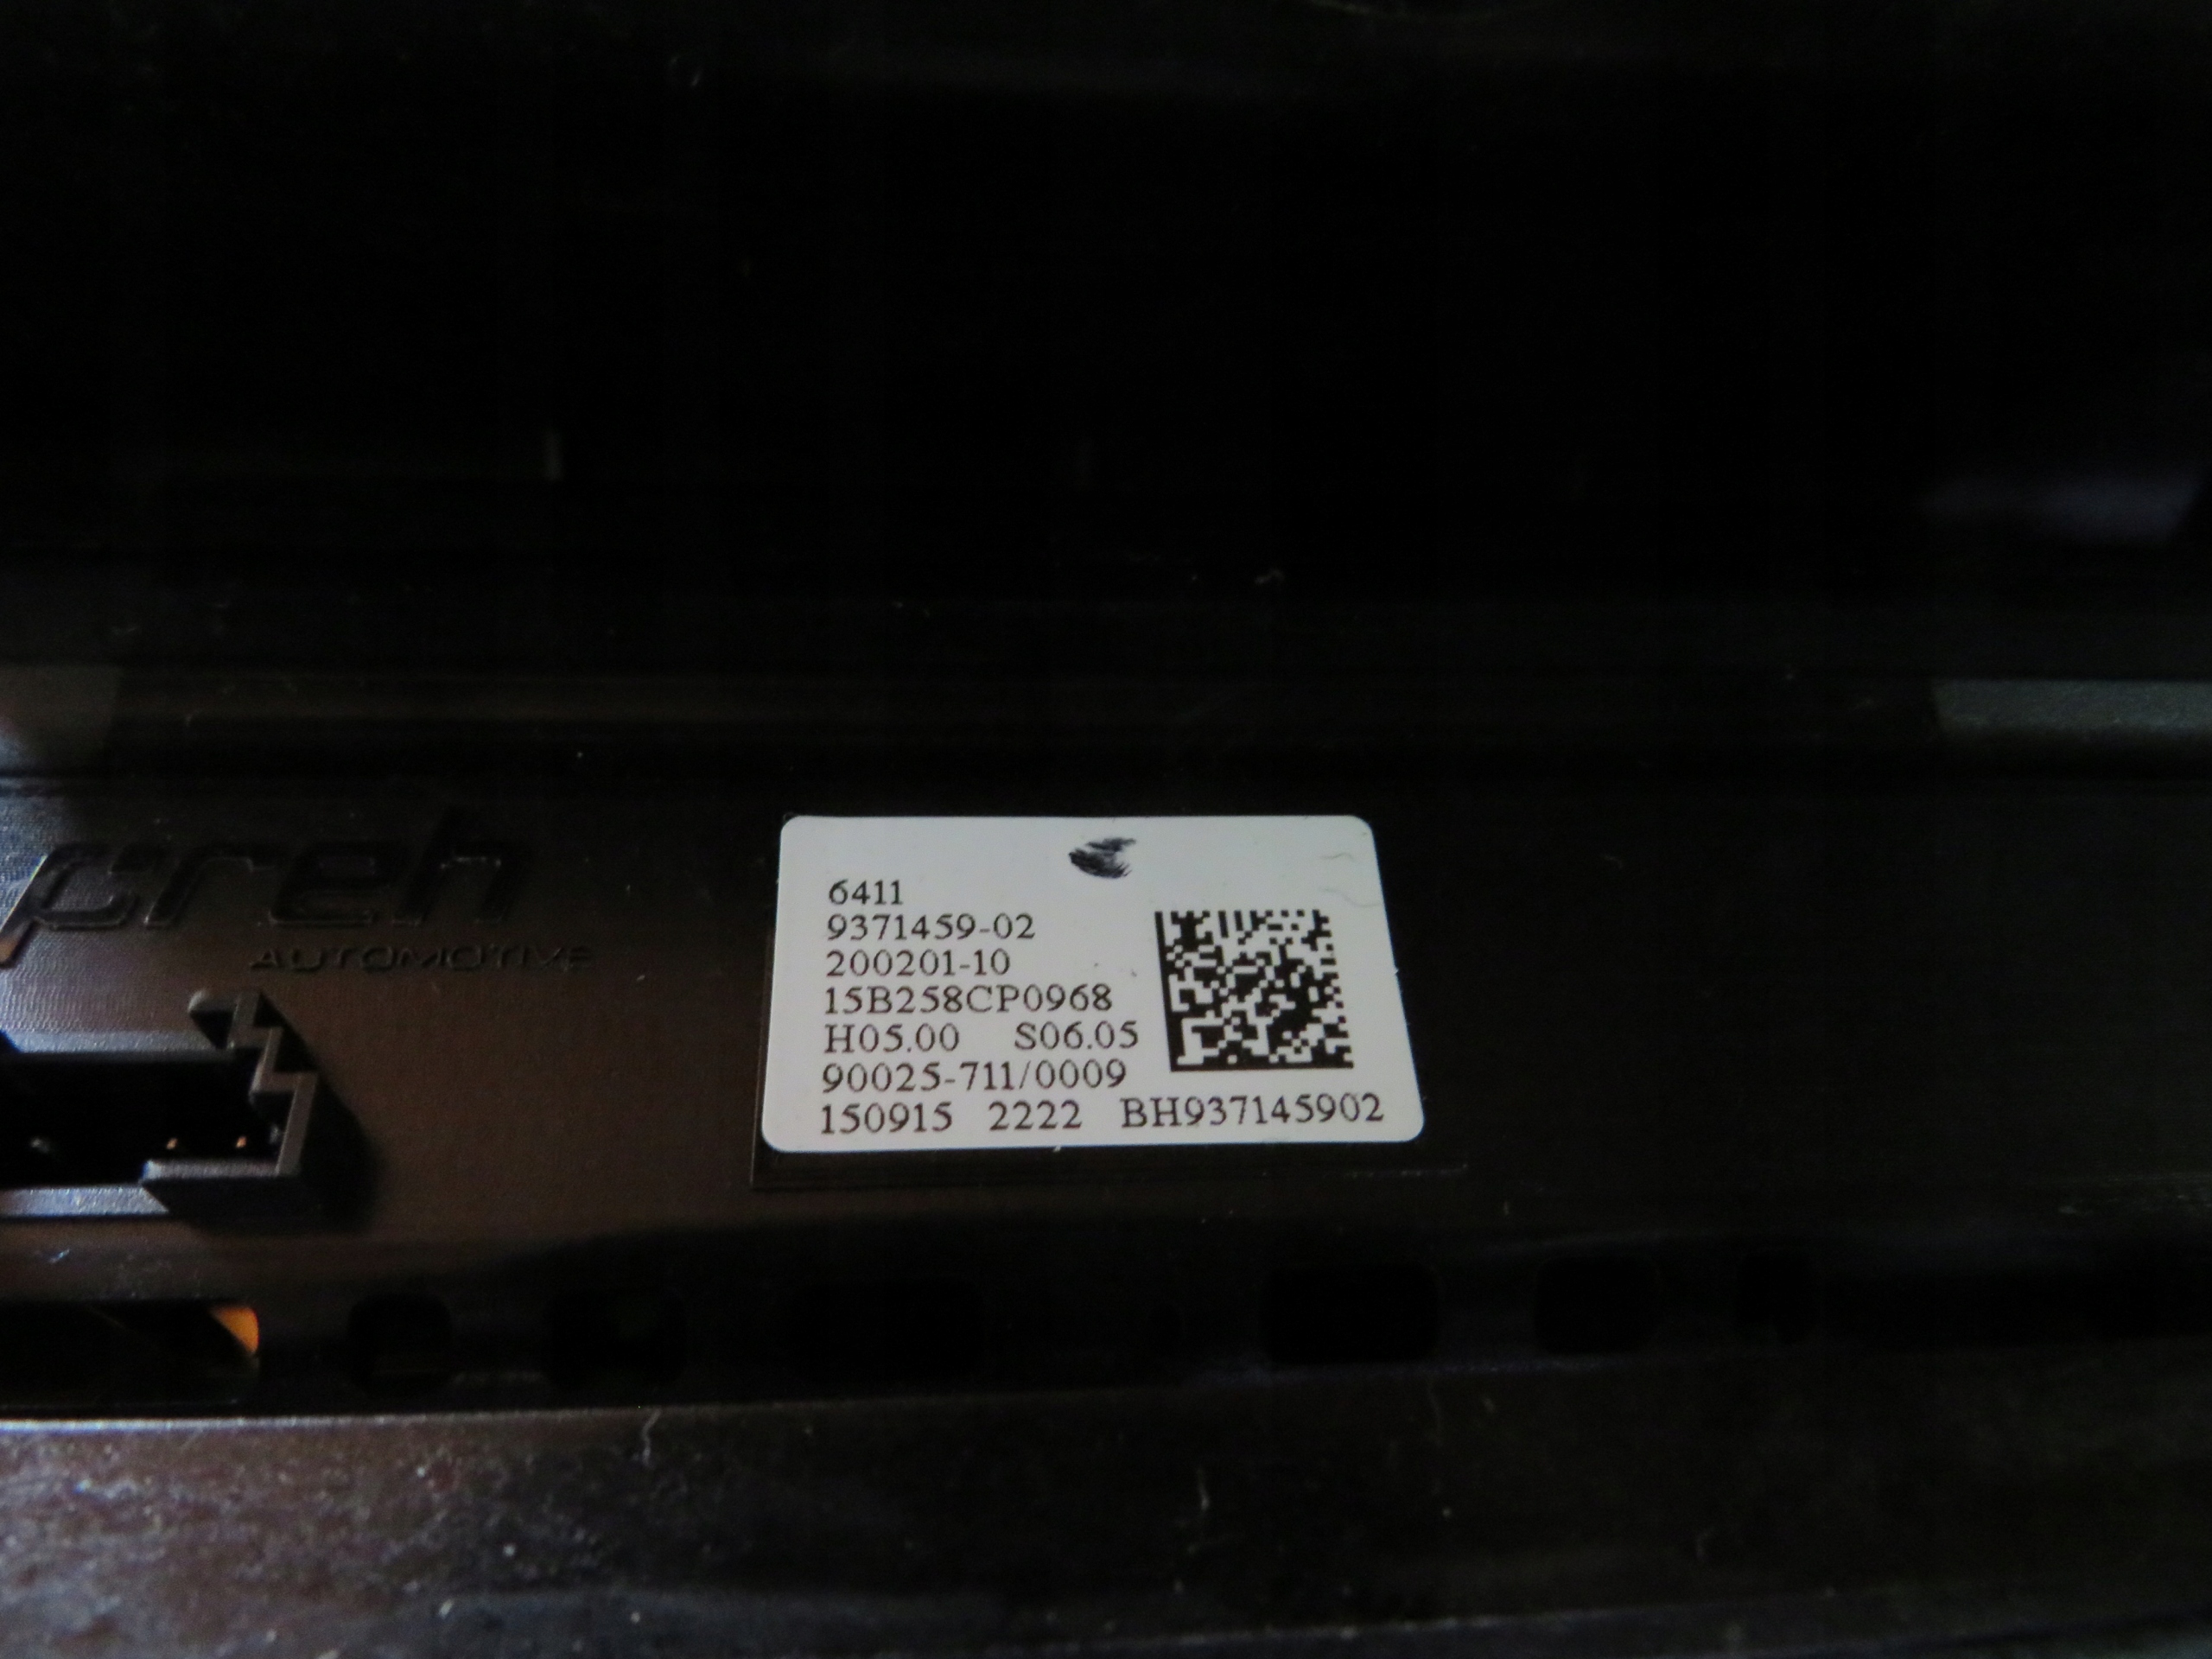 preh
AUTOMOTIVE
6411
9371459-02
200201-10
15B258CP0968
H05.00 S06.05
90025-711/0009
150915 2222 BH937145902